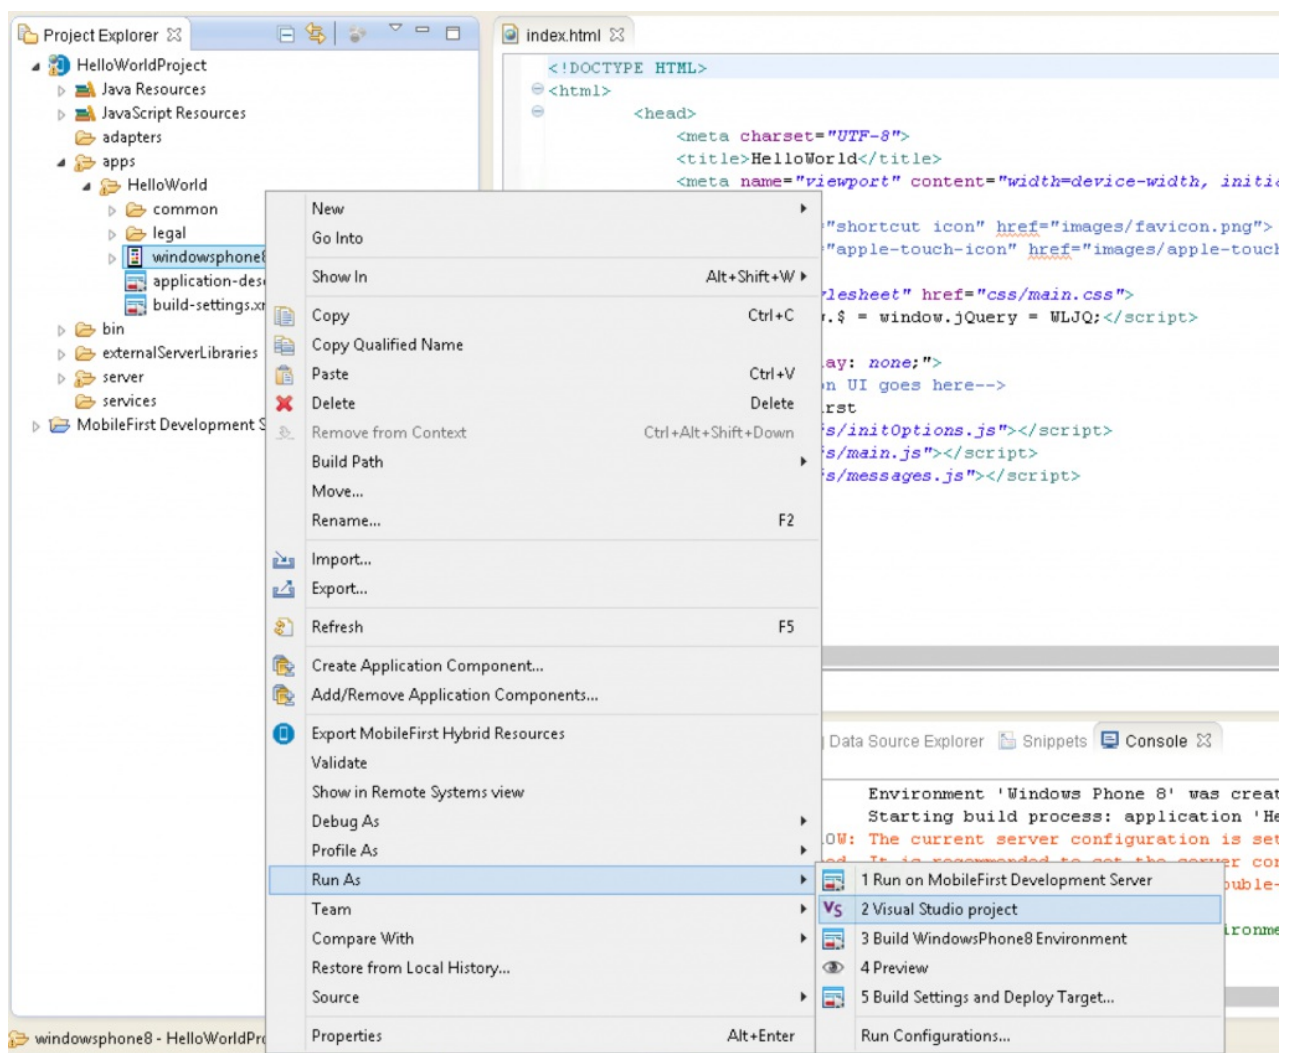 Project Explorer
HelloWorldProject
Java Resources
JavaScript Resources
adapters
apps
HelloWorld
common
legal
windowsphone8
application-des
build-settings.x
bin
externalServerLibraries
server
services
MobileFirst Development S
index.html
<!DOCTYPE HTML>
<html>
<head>
<meta charset="UTF-8">
<title>HelloWorld</title>
<meta name="viewport" content="width=device-width, initi
"shortcut icon" href="images/favicon.png">
"apple-touch-icon" href="images/apple-touc
ylesheet" href="css/main.css">
.$ = window.jQuery = WLJQ;</script>
ay: none;">
n UI goes here-->
rst
s/initOptions.js"></script>
s/main.js"></script>
s/messages.js"></script>
New
Go Into
Show In Alt+Shift+W
Copy Ctrl+C
Copy Qualified Name
Paste Ctrl+V
Delete Delete
Remove from Context Ctrl+Alt+Shift+Down
Build Path
Move...
Rename... F2
Import...
Export...
Refresh F5
Create Application Component...
Add/Remove Application Components...
Export MobileFirst Hybrid Resources
Validate
Show in Remote Systems view
Debug As
Profile As
Run As
Team
Compare With
Restore from Local History...
Source
Properties Alt+Enter
Data Source Explorer Snippets Console
Environment 'Windows Phone 8' was creat
Starting build process: application 'He
OW: The current server configuration is set
1 Run on MobileFirst Development Server
uble-
VS 2 Visual Studio project
3 Build WindowsPhone8 Environment
ironme
4 Preview
5 Build Settings and Deploy Target...
Run Configurations...
windowsphone8 - HelloWorldPr